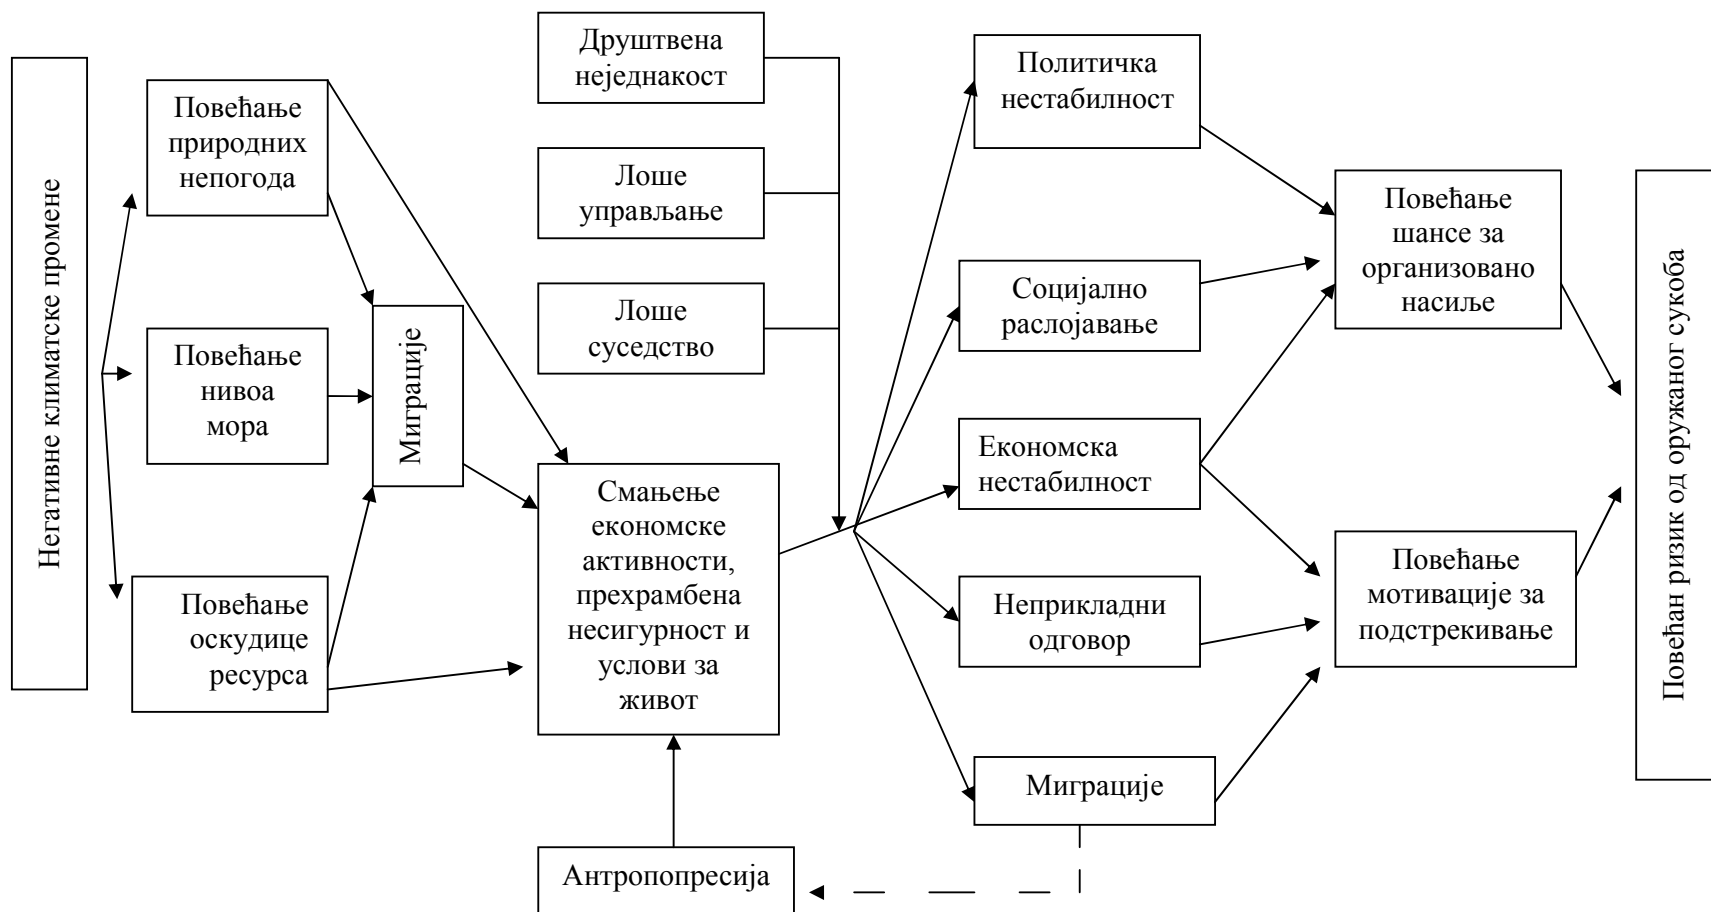 Негативне климатске промене
Повећање
природних
непогода
Повећање
нивоа
мора
Повећање
оскудице
ресурса
Миграције
Друштвена
неједнакост
Лоше
управљање
Лоше
суседство
Смањење
економске
активности,
прехрамбена
несигурност и
услови за
живот
Антропопресија
Политичка
нестабилност
Социјално
раслојавање
Економска
нестабилност
Неприкладни
одговор
Миграције
Повећање
шансе за
организовано
насиље
Повећање
мотивације за
подстрекивање
Повећан ризик од оружаног сукоба